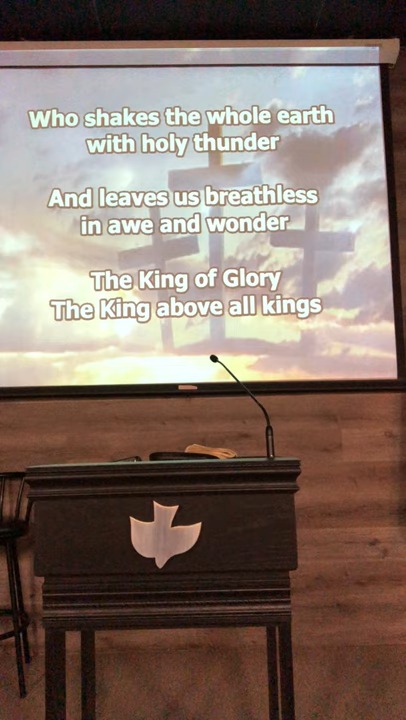 Who shakes the whole earth
with holy thunder
And leaves us breathless
in awe and wonder
The King of Glory
The King above all kings